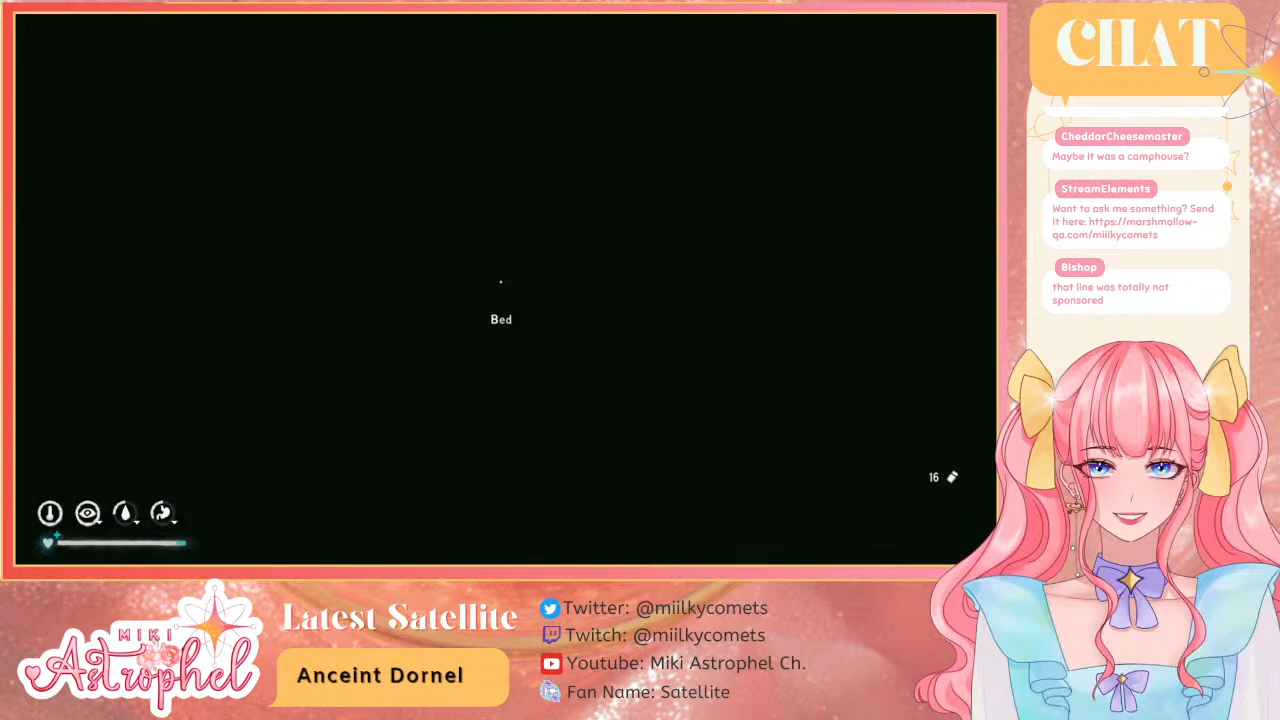 CHAT
CheddarCheesemaster
Maybe it was a camphouse?
StreamElements
Want to ask me something? Send
it here: https://marshmallow-
qa.com/miilkycomets
Bishop
that line was totally not
sponsored
Bed
16
MIKI
Astrophel
Latest Satellite
Anceint Dornel
Twitter: @miilkycomets
Twitch: @miilkycomets
Youtube: Miki Astrophel Ch.
Fan Name: Satellite